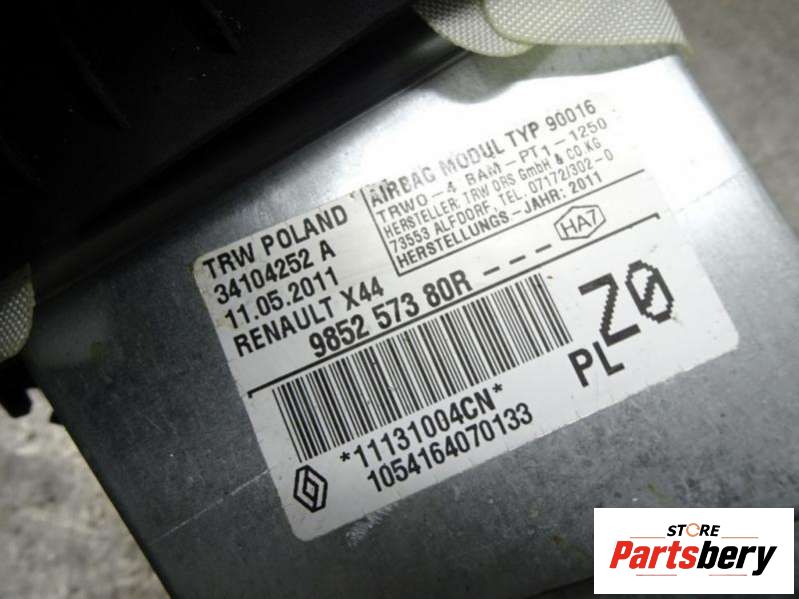 TRW POLAND
34104252 A
11.05.2011
RENAULT X44
AIRBAG MODUL TYP 90016
TRWO-4 BAM-PT1-1250
HERSTELLER: TRW ORS GmbH & CO KG
73553 ALFDORF, TEL. 07172/302-0
HERSTELLUNGS-JAHR: 2011
HA7
9852 573 80R - - -
Z0
PL
*11131004CN*
1054164070133
STORE
Partsbery